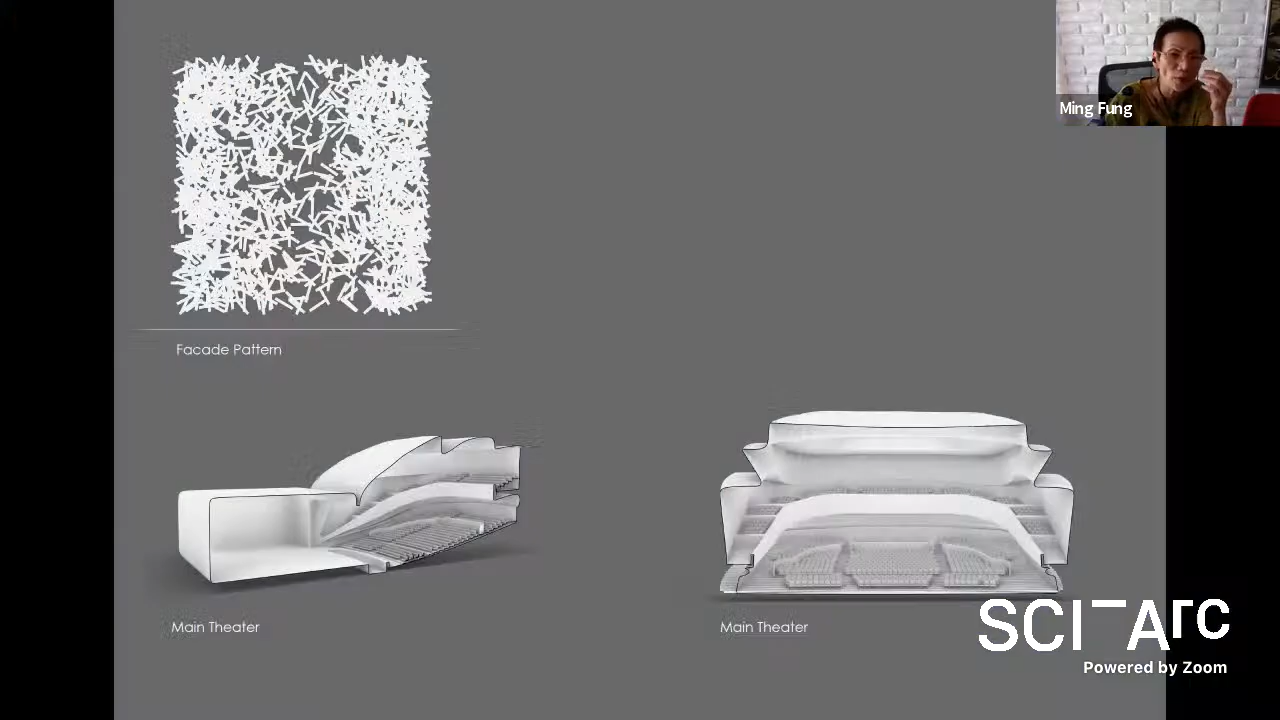 Ming Fung
Facade Pattern
Main Theater
Main Theater
SCI-Arc
Powered by Zoom